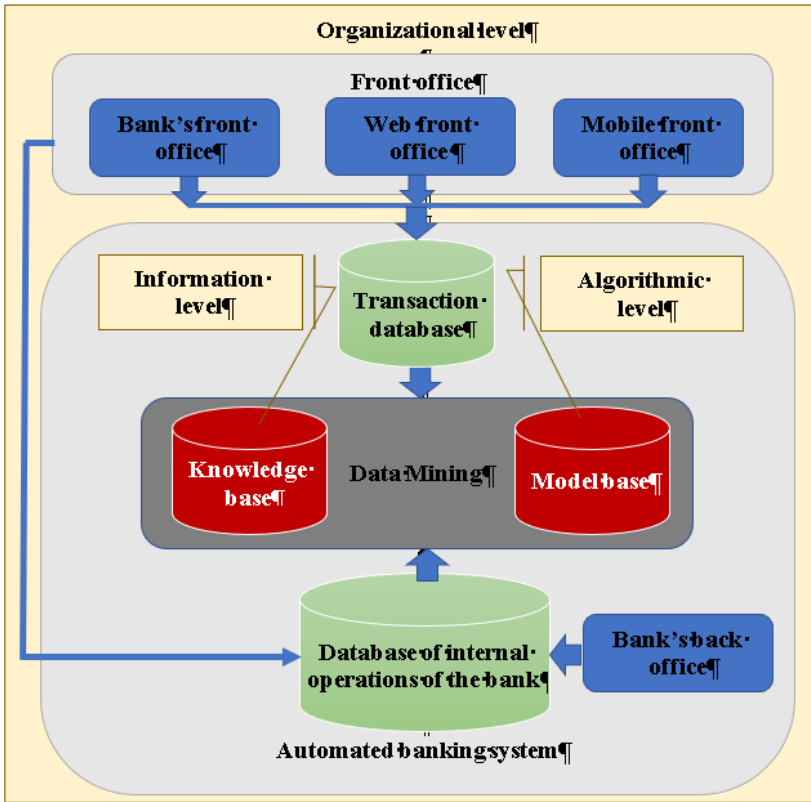 Organizational·level¶
¶
Front·office¶
Bank's·front·
office¶
Web·front·
office¶
Mobile·front·
office¶
¶
¶
Information·
level¶
Transaction·
database¶
Algorithmic·
level¶
Knowledge·
base¶
Data·Mining¶
Model·base¶
Database·of·internal·
operations·of·the·bank¶
Bank's·back·
office¶
Automated·banking·system¶